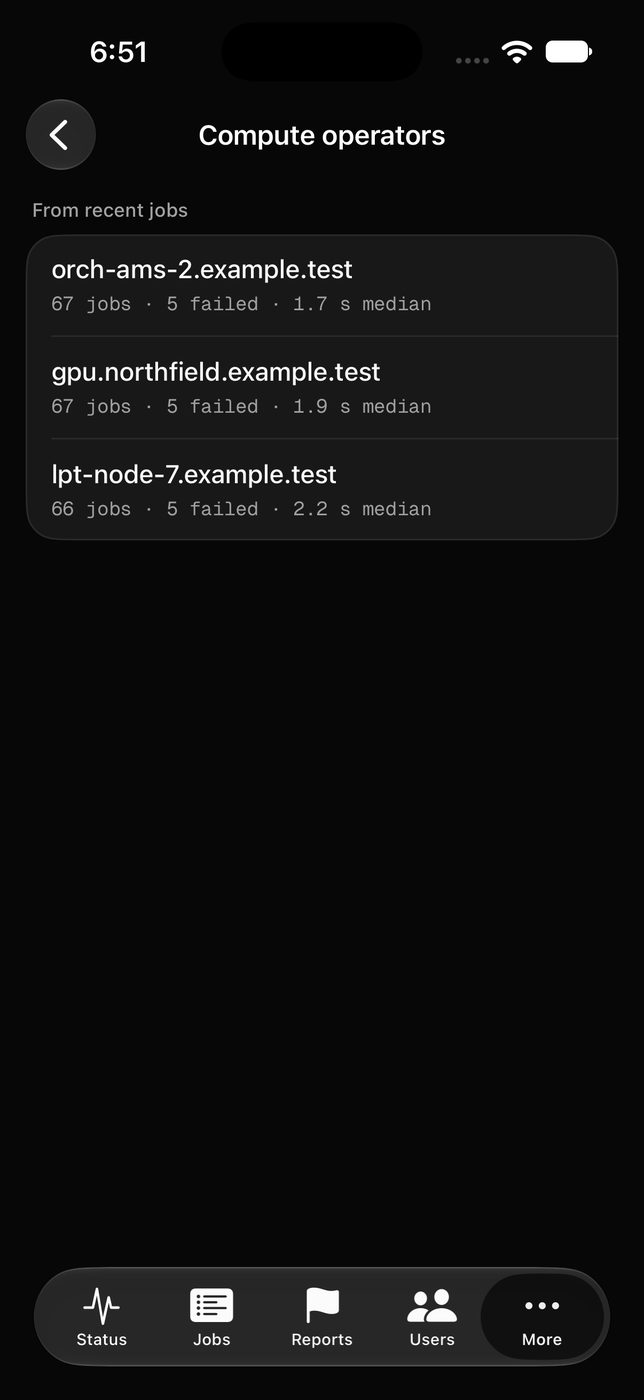 6:51
Compute operators
From recent jobs
orch-ams-2.example.test
67 jobs · 5 failed · 1.7 s median
gpu.northfield.example.test
67 jobs · 5 failed · 1.9 s median
lpt-node-7.example.test
66 jobs · 5 failed · 2.2 s median
Status
Jobs
Reports
Users
More